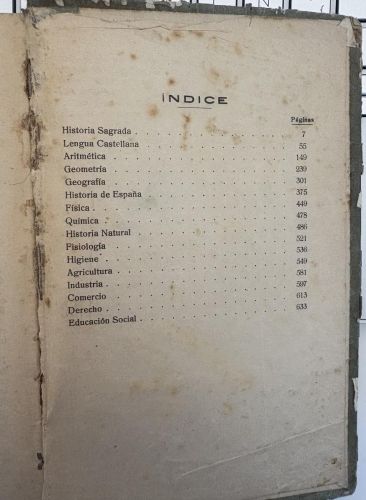 INDICE
Páginas
Historia Sagrada . . . . . . . . . . . . 7
Lengua Castellana . . . . . . . . . . . . 55
Aritmética . . . . . . . . . . . . 149
Geometría . . . . . . . . . . . . 239
Geografía . . . . . . . . . . . . 301
Historia de España . . . . . . . . . . . . 375
Física . . . . . . . . . . . . 449
Química . . . . . . . . . . . . 478
Historia Natural . . . . . . . . . . . . 486
Fisiología . . . . . . . . . . . . 521
Higiene . . . . . . . . . . . . 536
Agricultura . . . . . . . . . . . . 549
Industria . . . . . . . . . . . . 581
Comercio . . . . . . . . . . . . 597
Derecho . . . . . . . . . . . . 613
Educación Social . . . . . . . . . . . . 633